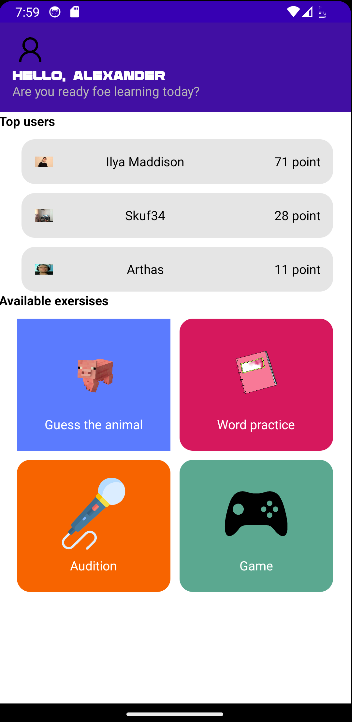 7:59
HELLO, ALEXANDER
Are you ready foe learning today?
Top users
Ilya Maddison 71 point
Skuf34 28 point
Arthas 11 point
Available exersises
Guess the animal Word practice
Audition Game